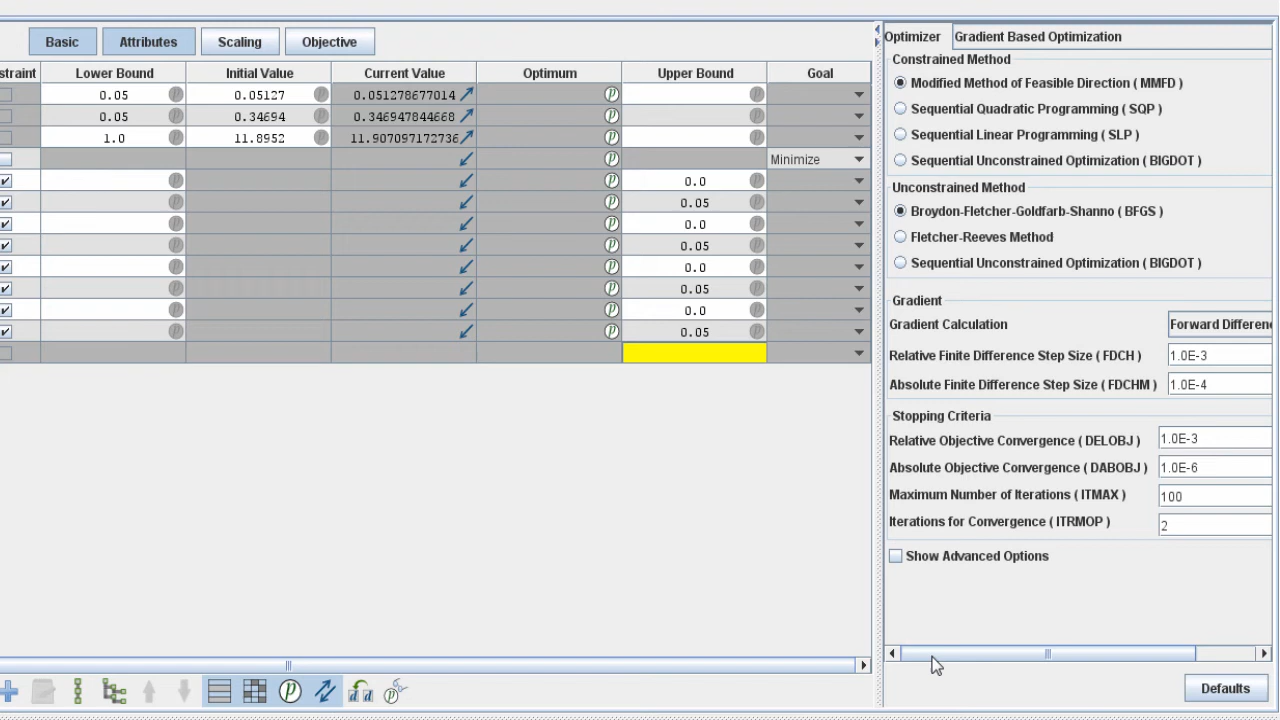 Basic Attributes Scaling Objective
straint Lower Bound Initial Value Current Value Optimum Upper Bound Goal
0.05 p 0.05127 0.051278677014 p p
0.05 p 0.34694 0.346947844668 p p
1.0 p 11.8952 11.907097172736 p p
p Minimize
p p 0.0 p
p p 0.05 p
p p 0.0 p
p p 0.05 p
p p 0.0 p
p p 0.05 p
p p 0.0 p
p p 0.05 p
Optimizer Gradient Based Optimization
Constrained Method
Modified Method of Feasible Direction ( MMFD )
Sequential Quadratic Programming ( SQP )
Sequential Linear Programming ( SLP )
Sequential Unconstrained Optimization ( BIGDOT )
Unconstrained Method
Broydon-Fletcher-Goldfarb-Shanno ( BFGS )
Fletcher-Reeves Method
Sequential Unconstrained Optimization ( BIGDOT )
Gradient
Gradient Calculation Forward Differen
Relative Finite Difference Step Size ( FDCH ) 1.0E-3
Absolute Finite Difference Step Size ( FDCHM ) 1.0E-4
Stopping Criteria
Relative Objective Convergence ( DELOBJ ) 1.0E-3
Absolute Objective Convergence ( DABOBJ ) 1.0E-6
Maximum Number of Iterations ( ITMAX ) 100
Iterations for Convergence ( ITRMOP ) 2
Show Advanced Options
Defaults